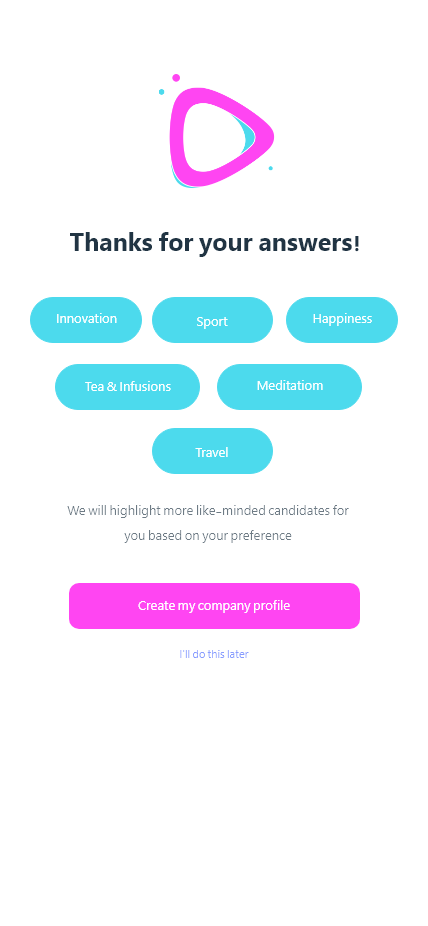 Thanks for your answers!
Innovation
Sport
Happiness
Tea & Infusions
Meditatiom
Travel
We will highlight more like-minded candidates for
you based on your preference
Create my company profile
I'll do this later